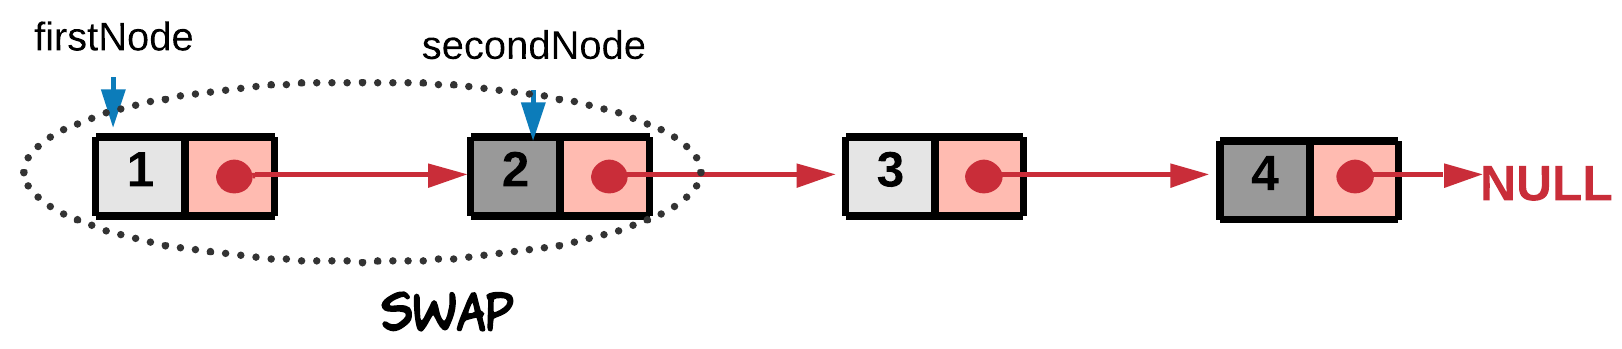 firstNode
secondNode
1 2 3 4 NULL
SWAP